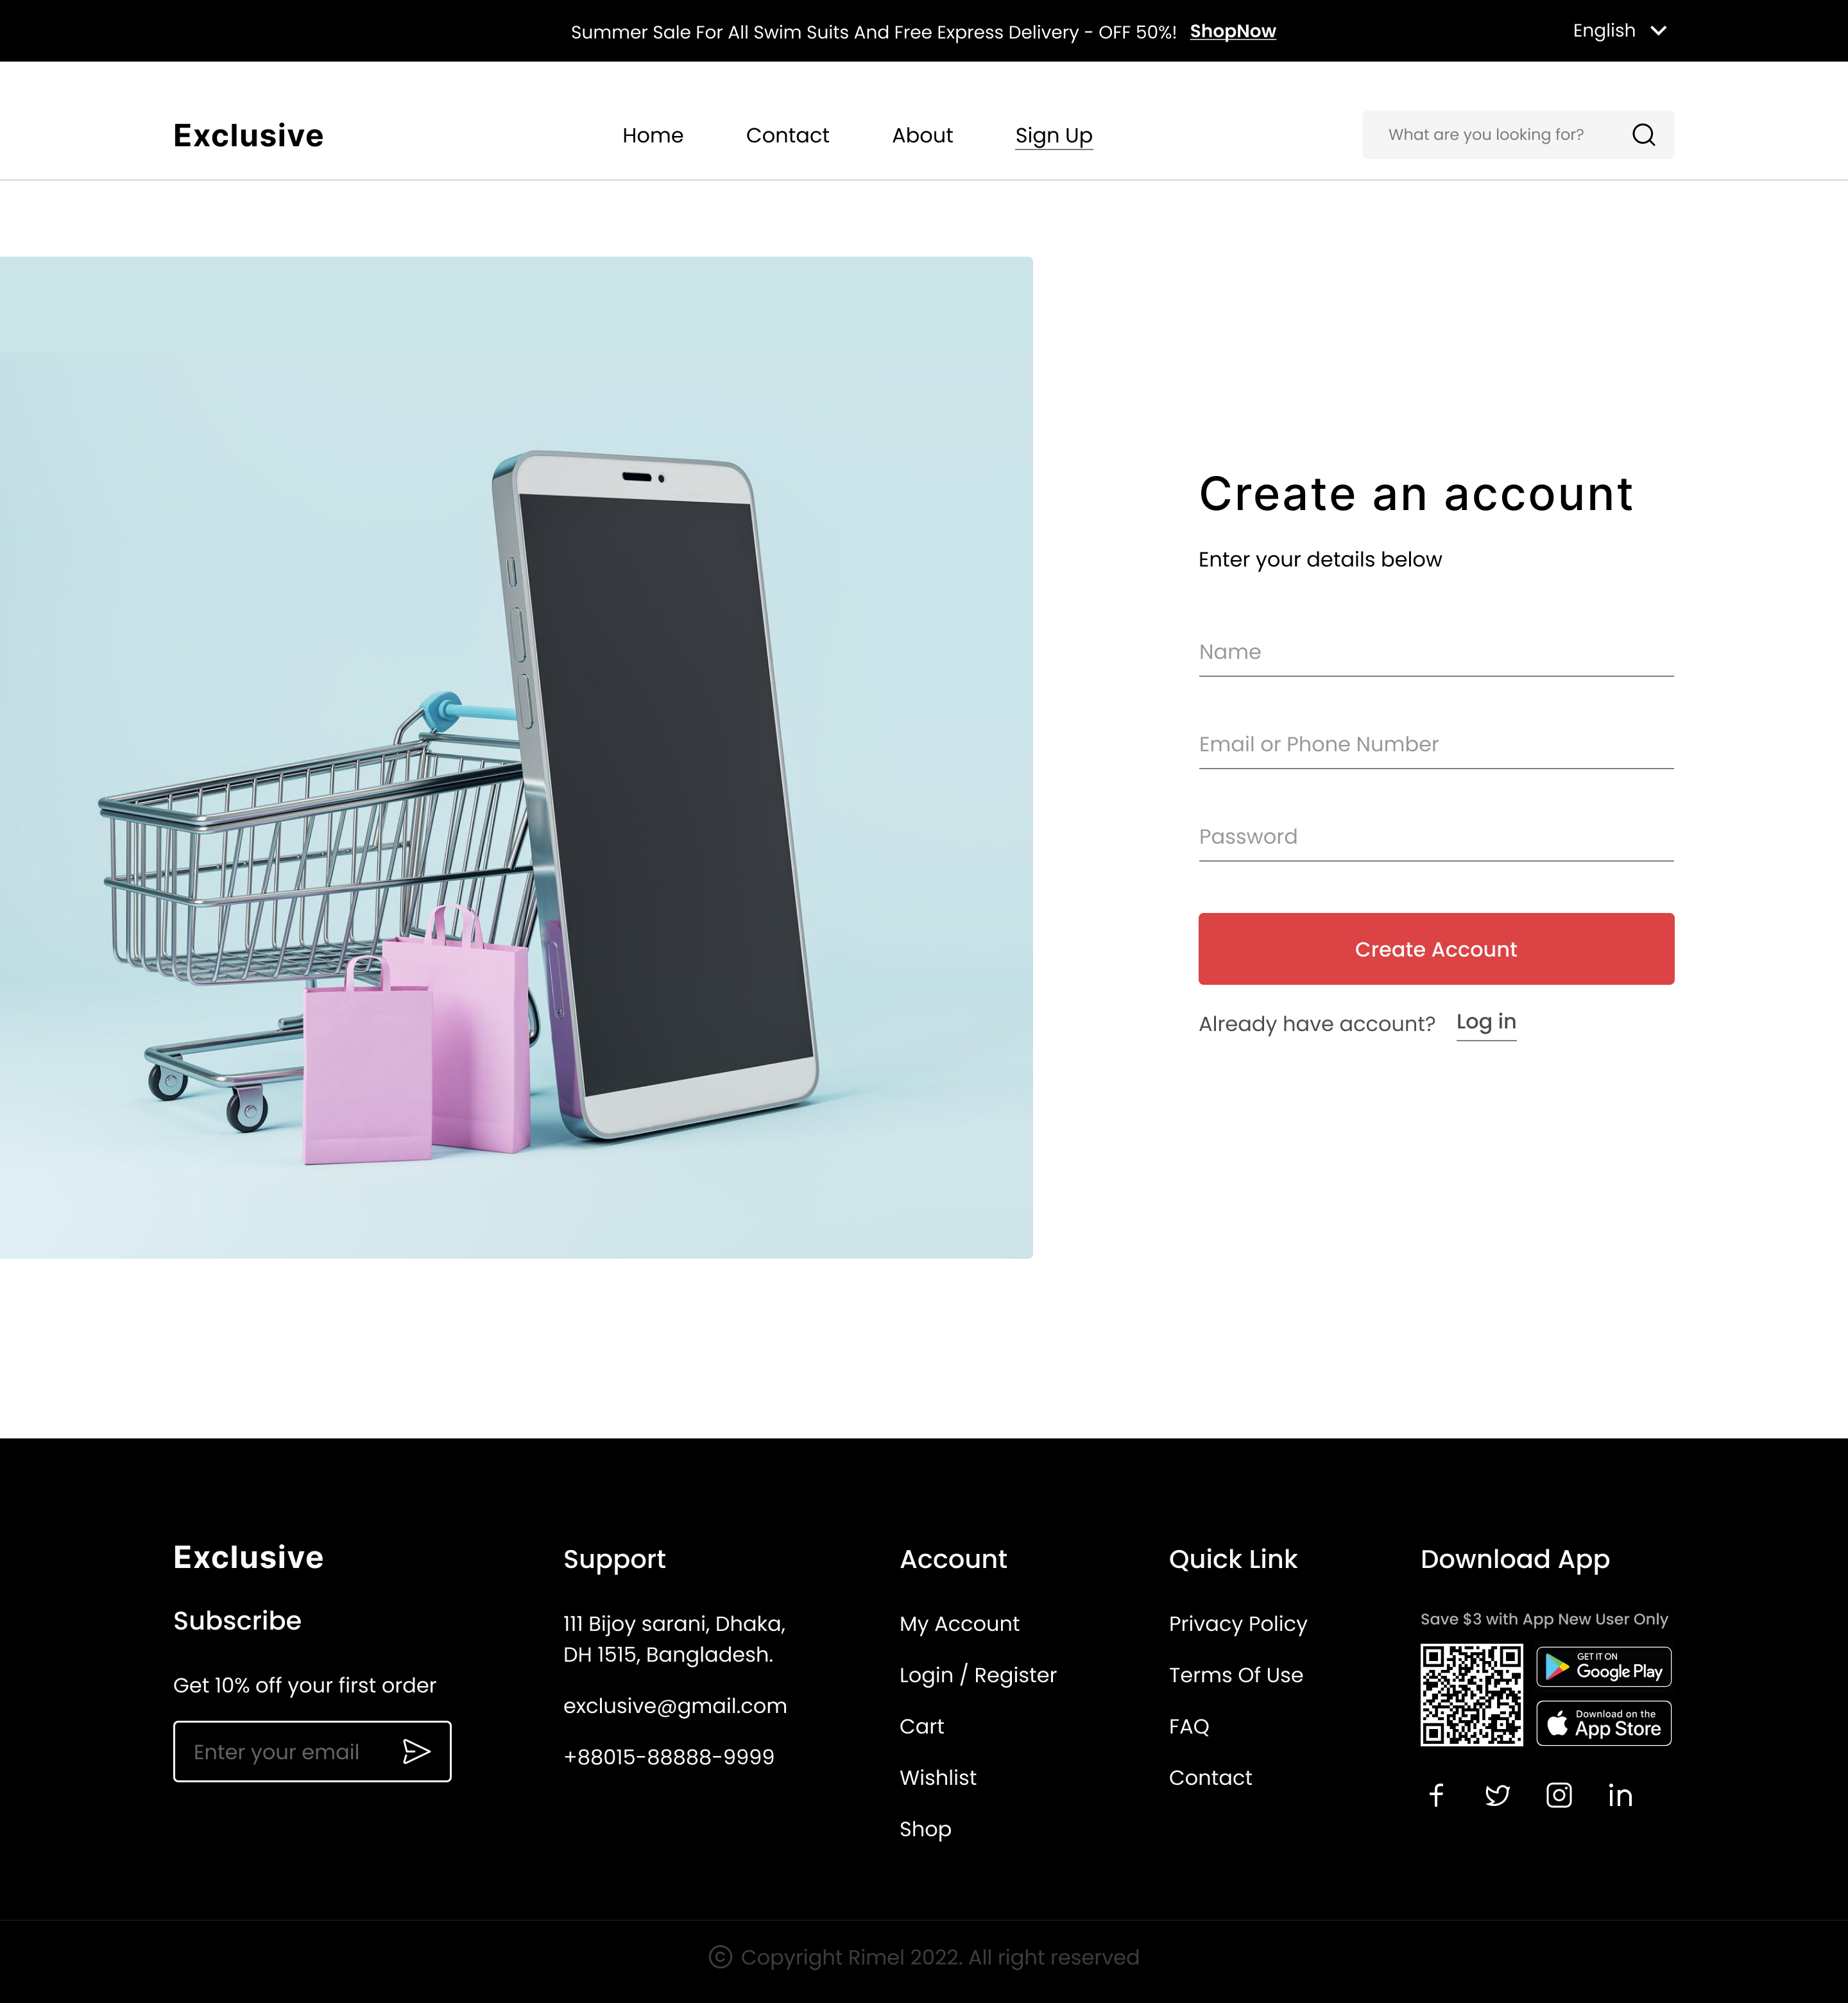 Summer Sale For All Swim Suits And Free Express Delivery - OFF 50%! ShopNow
English
Exclusive
Home
Contact
About
Sign Up
What are you looking for?
Create an account
Enter your details below
Name
Email or Phone Number
Password
Create Account
Already have account? Log in
Exclusive
Subscribe
Get 10% off your first order
Enter your email
Support
111 Bijoy sarani, Dhaka,
DH 1515, Bangladesh.
exclusive@gmail.com
+88015-88888-9999
Account
My Account
Login / Register
Cart
Wishlist
Shop
Quick Link
Privacy Policy
Terms Of Use
FAQ
Contact
Download App
Save $3 with App New User Only
GET IT ON
Google Play
Download on the
App Store
© Copyright Rimel 2022. All right reserved